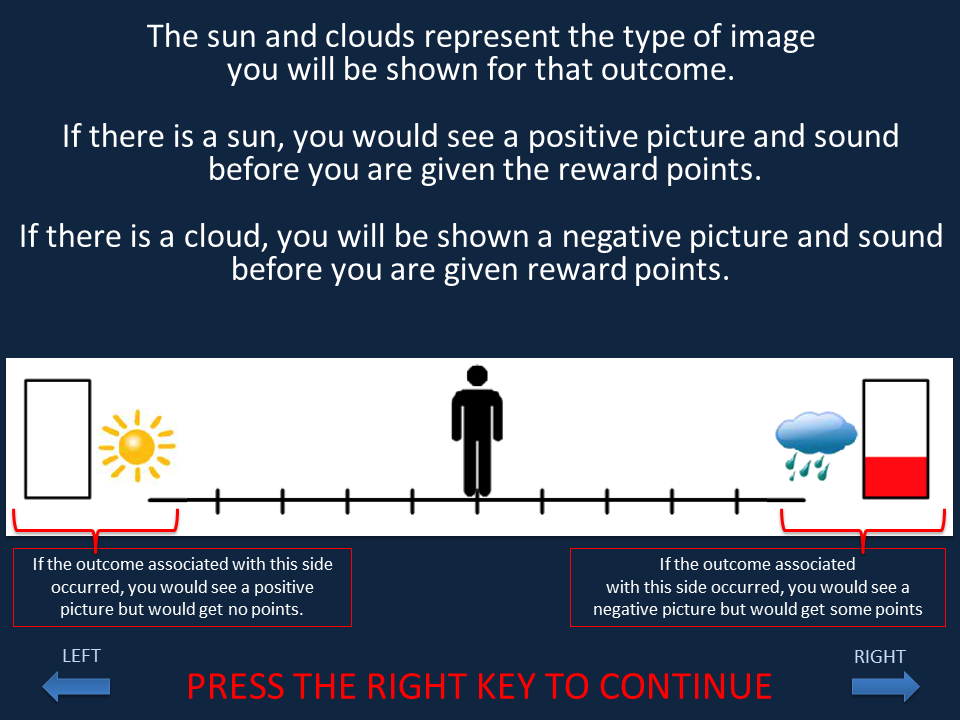 The sun and clouds represent the type of image
you will be shown for that outcome.
If there is a sun, you would see a positive picture and sound
before you are given the reward points.
If there is a cloud, you will be shown a negative picture and sound
before you are given reward points.
If the outcome associated with this side
occurred, you would see a positive
picture but would get no points.
If the outcome associated
with this side occurred, you would see a
negative picture but would get some points
LEFT
RIGHT
PRESS THE RIGHT KEY TO CONTINUE